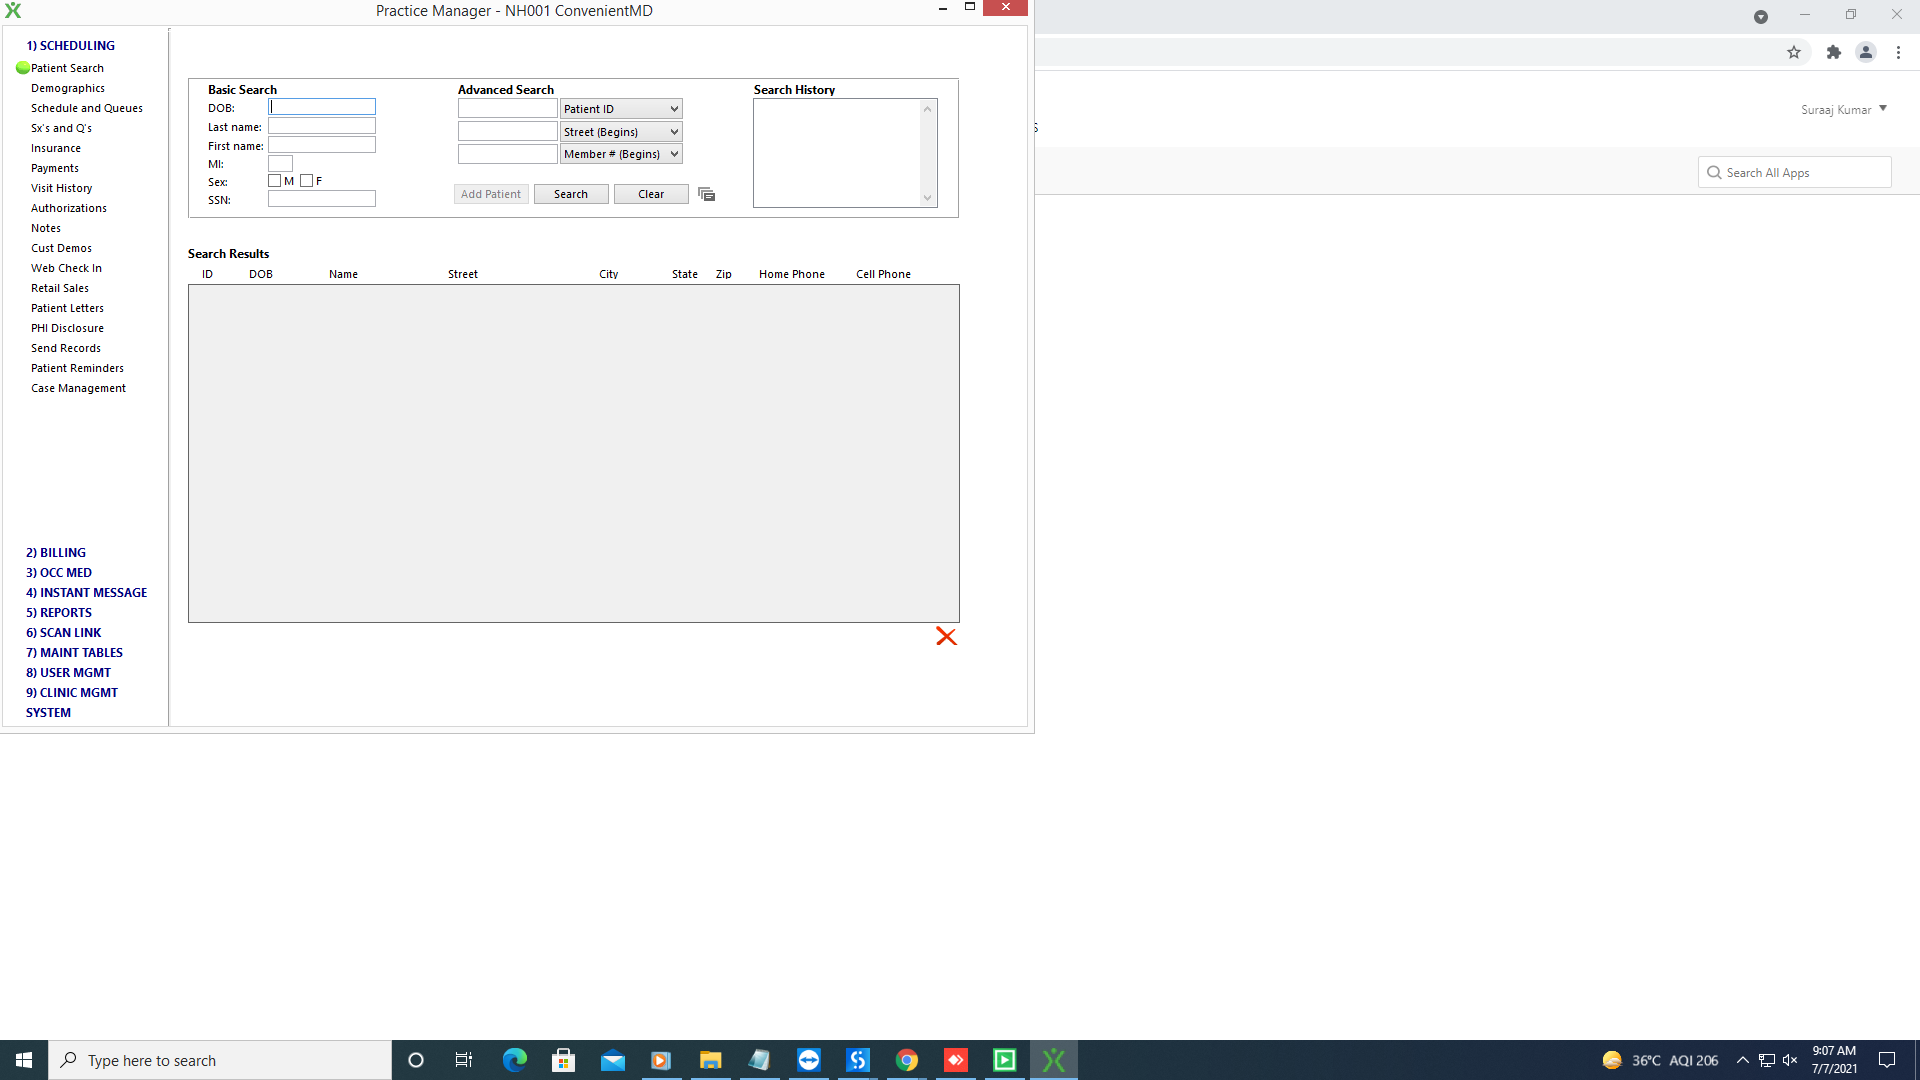 Practice Manager - NH001 ConvenientMD
1) SCHEDULING
Patient Search
Demographics
Schedule and Queues
Sx's and Q's
Insurance
Payments
Visit History
Authorizations
Notes
Cust Demos
Web Check In
Retail Sales
Patient Letters
PHI Disclosure
Send Records
Patient Reminders
Case Management
2) BILLING
3) OCC MED
4) INSTANT MESSAGE
5) REPORTS
6) SCAN LINK
7) MAINT TABLES
8) USER MGMT
9) CLINIC MGMT
SYSTEM
Basic Search
DOB:
Last name:
First name:
MI:
Sex: M F
SSN:
Advanced Search
Patient ID
Street (Begins)
Member # (Begins)
Add Patient Search Clear
Search History
Search Results
ID DOB Name Street City State Zip Home Phone Cell Phone
Suraaj Kumar
Search All Apps
Type here to search
36°C AQI 206
9:07 AM
7/7/2021